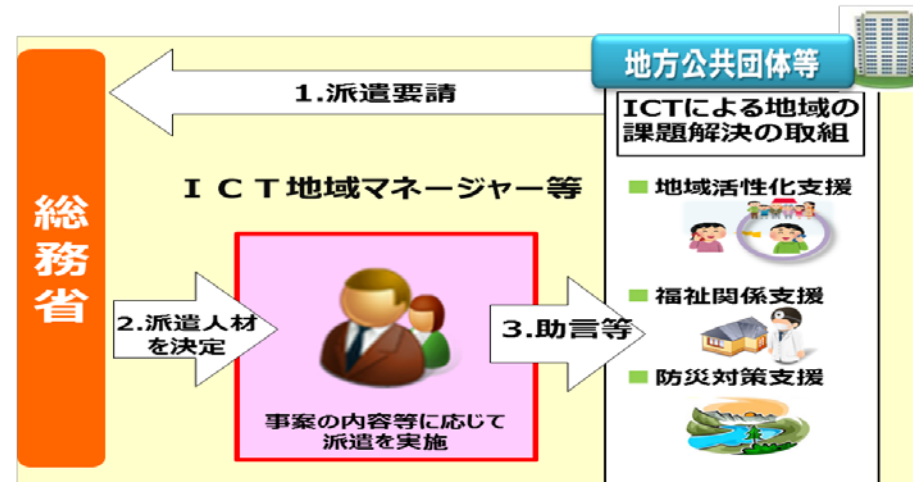 地方公共団体等
1.派遣要請
ICTによる地域の
課題解決の取組
総務省
ＩＣＴ地域マネージャー等
地域活性化支援
2.派遣人材
を決定
3.助言等
福祉関係支援
防災対策支援
事案の内容等に応じて
派遣を実施